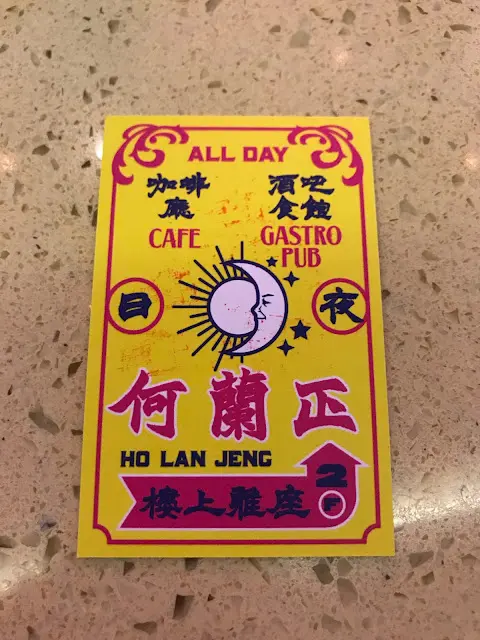 ALL DAY
咖啡 酒吧
廳 食館
CAFE GASTRO
PUB
日 夜
何蘭正
HO LAN JENG
2
樓上雅座 F